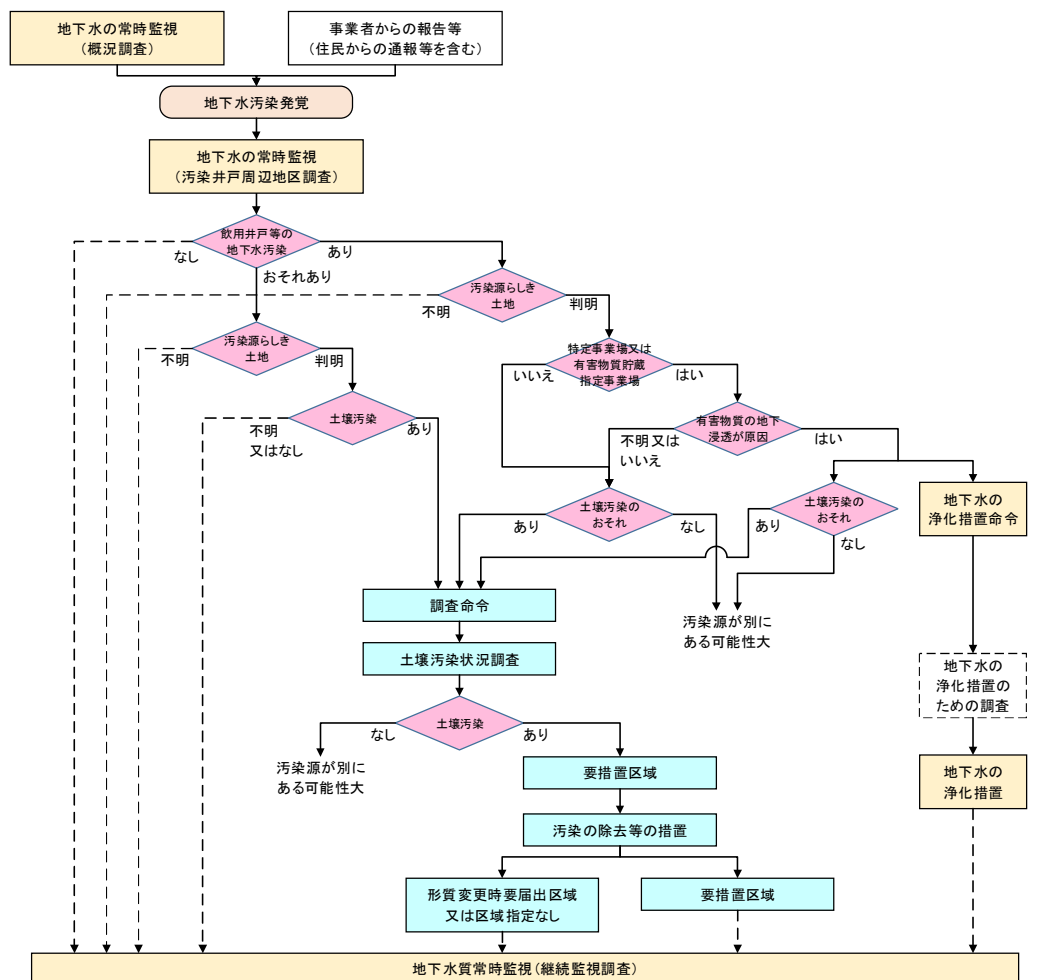 地下水の常時監視
（概況調査）
事業者からの報告等
（住民からの通報等を含む）
地下水汚染発覚
地下水の常時監視
（汚染井戸周辺地区調査）
飲用井戸等の
地下水汚染
なし
あり
おそれあり
汚染源らしき
土地
不明
判明
汚染源らしき
土地
不明
判明
特定事業場又は
有害物質貯蔵
指定事業場
いいえ
はい
土壌汚染
不明
又はなし
あり
有害物質の地下
浸透が原因
不明又は
いいえ
はい
土壌汚染の
おそれ
あり
なし
土壌汚染の
おそれ
あり
なし
地下水の
浄化措置命令
調査命令
汚染源が別に
ある可能性大
土壌汚染状況調査
地下水の
浄化措置の
ための調査
土壌汚染
なし
あり
汚染源が別に
ある可能性大
要措置区域
地下水の
浄化措置
汚染の除去等の措置
形質変更時要届出区域
又は区域指定なし
要措置区域
地下水質常時監視（継続監視調査）